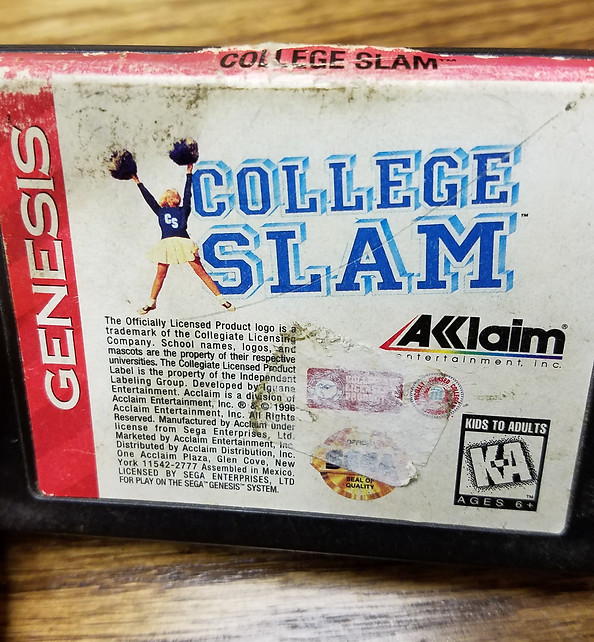 COLLEGE SLAM™
GENESIS
CS
COLLEGE
SLAM™
The Officially Licensed Product logo is a
trademark of the Collegiate Licensing
Company. School names, logos, and
mascots are the property of their respective
universities. The Collegiate Licensed Product
Label is the property of the Independent
Labeling Group. Developed by Iguana
Entertainment. Acclaim is a division of
Acclaim Entertainment, Inc. ® & © 1996
Acclaim Entertainment, Inc. All Rights
Reserved. Manufactured by Acclaim under
license from Sega Enterprises, Ltd.
Marketed by Acclaim Entertainment, Inc.
Distributed by Acclaim Distribution, Inc.
One Acclaim Plaza, Glen Cove, New
York 11542-2777 Assembled in Mexico.
LICENSED BY SEGA ENTERPRISES, LTD
FOR PLAY ON THE SEGA™ GENESIS™ SYSTEM.
AKKlaim®
entertainment, inc.
SEGA
SEAL OF
QUALITY
KIDS TO ADULTS
K-A
™
AGES 6+